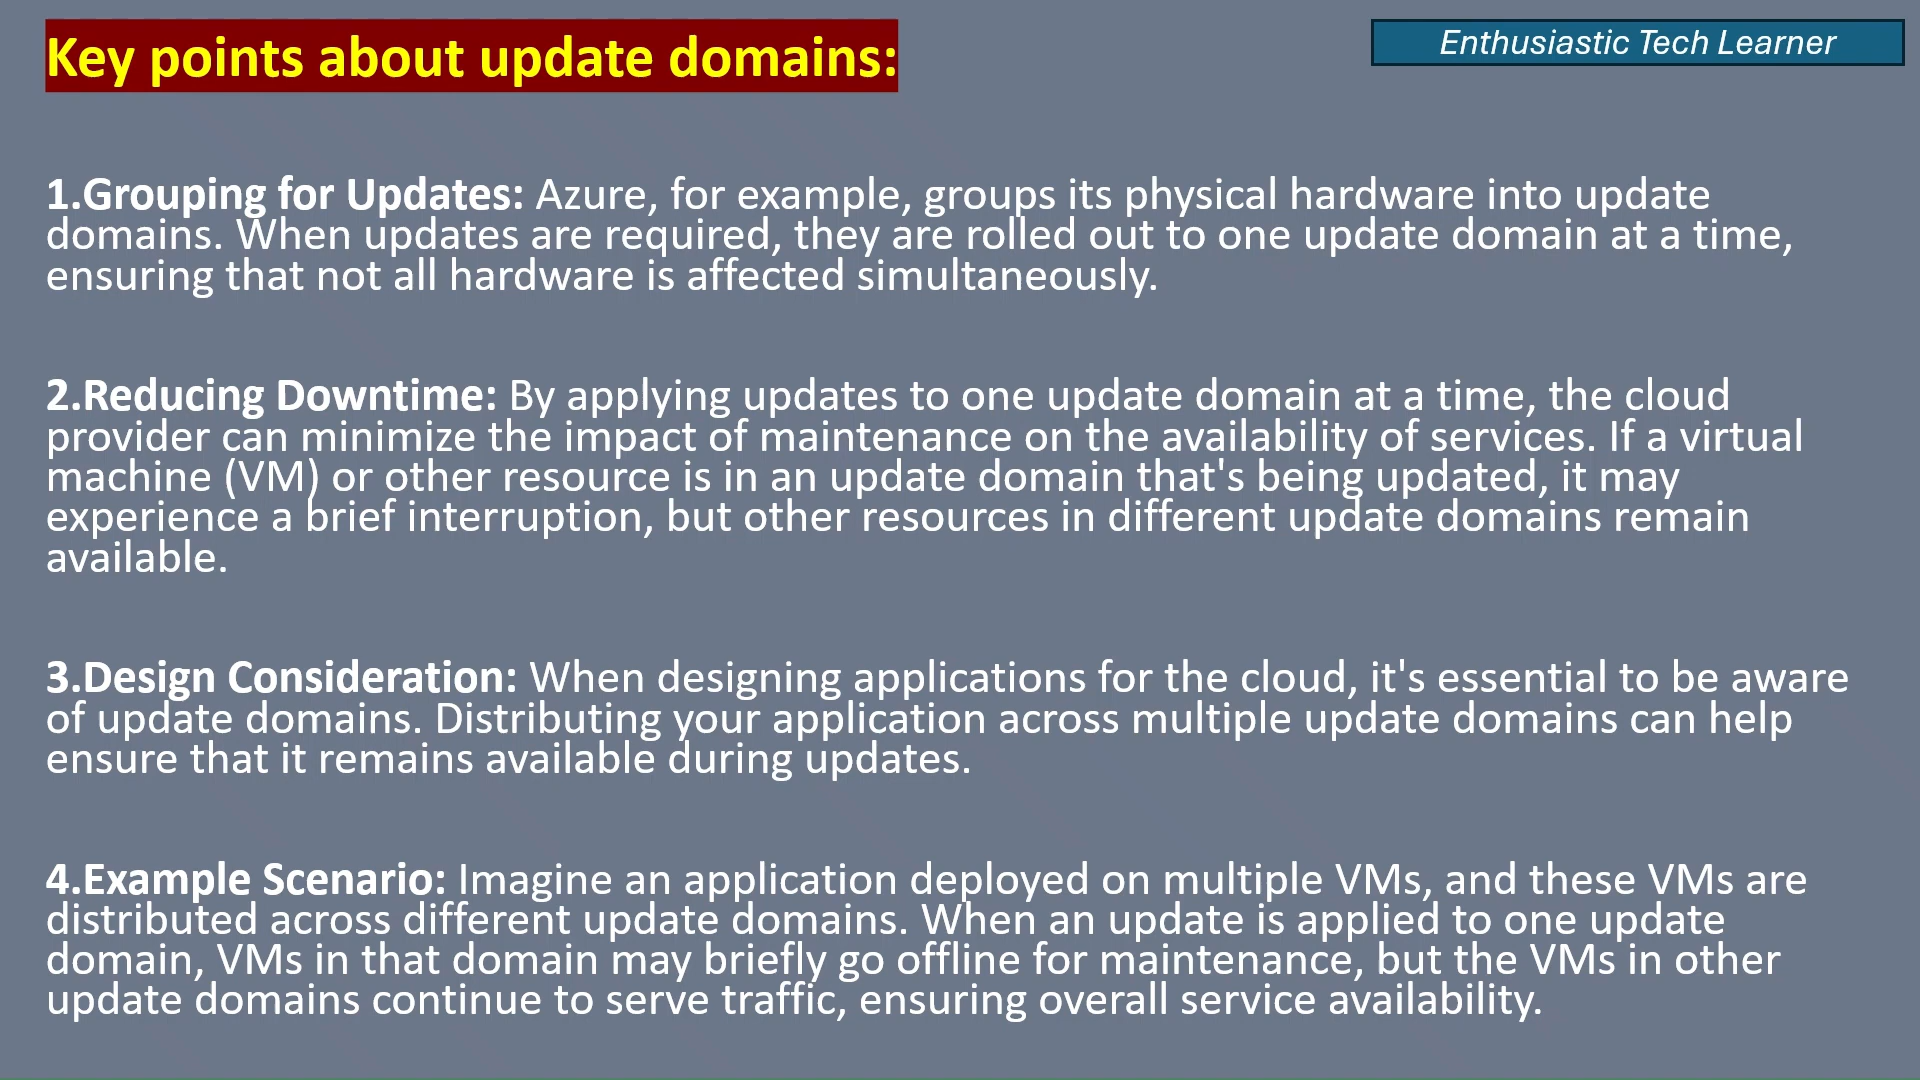 Key points about update domains:
Enthusiastic Tech Learner
1.Grouping for Updates: Azure, for example, groups its physical hardware into update
domains. When updates are required, they are rolled out to one update domain at a time,
ensuring that not all hardware is affected simultaneously.
2.Reducing Downtime: By applying updates to one update domain at a time, the cloud
provider can minimize the impact of maintenance on the availability of services. If a virtual
machine (VM) or other resource is in an update domain that's being updated, it may
experience a brief interruption, but other resources in different update domains remain
available.
3.Design Consideration: When designing applications for the cloud, it's essential to be aware
of update domains. Distributing your application across multiple update domains can help
ensure that it remains available during updates.
4.Example Scenario: Imagine an application deployed on multiple VMs, and these VMs are
distributed across different update domains. When an update is applied to one update
domain, VMs in that domain may briefly go offline for maintenance, but the VMs in other
update domains continue to serve traffic, ensuring overall service availability.